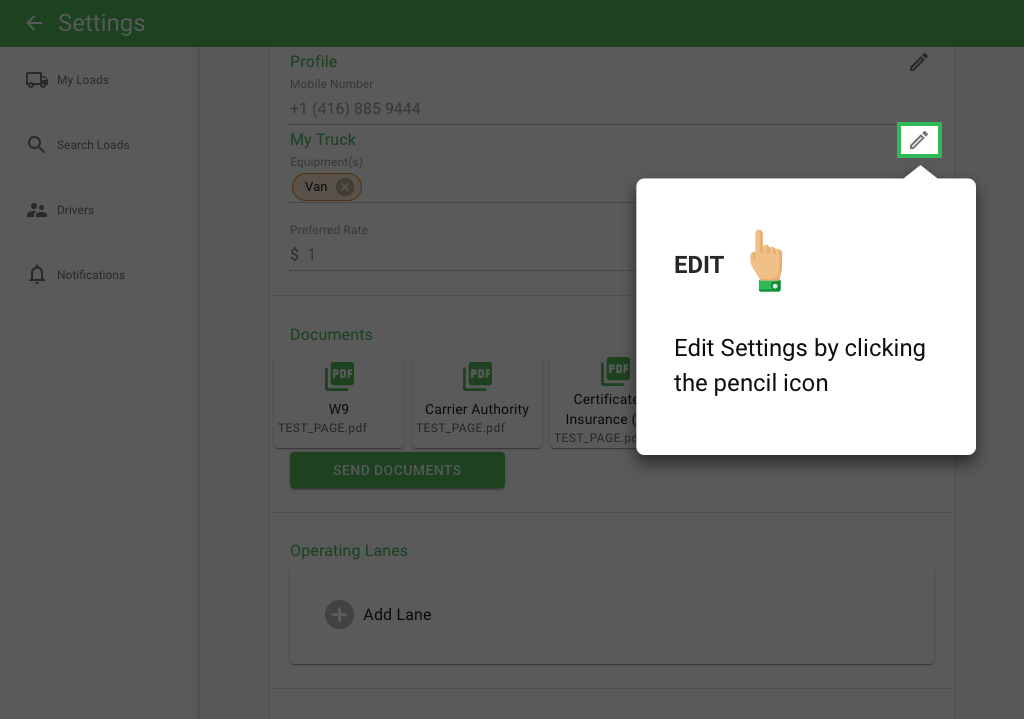 Settings
My Loads
Search Loads
Drivers
Notifications
Profile
Mobile Number
+1 (416) 885 9444
My Truck
Equipment(s)
Van
Preferred Rate
$ 1
Documents
PDF
W9
TEST_PAGE.pdf
PDF
Carrier Authority
TEST_PAGE.pdf
PDF
Certificate
Insurance (
TEST_PAGE.pd
SEND DOCUMENTS
Operating Lanes
Add Lane
EDIT
Edit Settings by clicking
the pencil icon